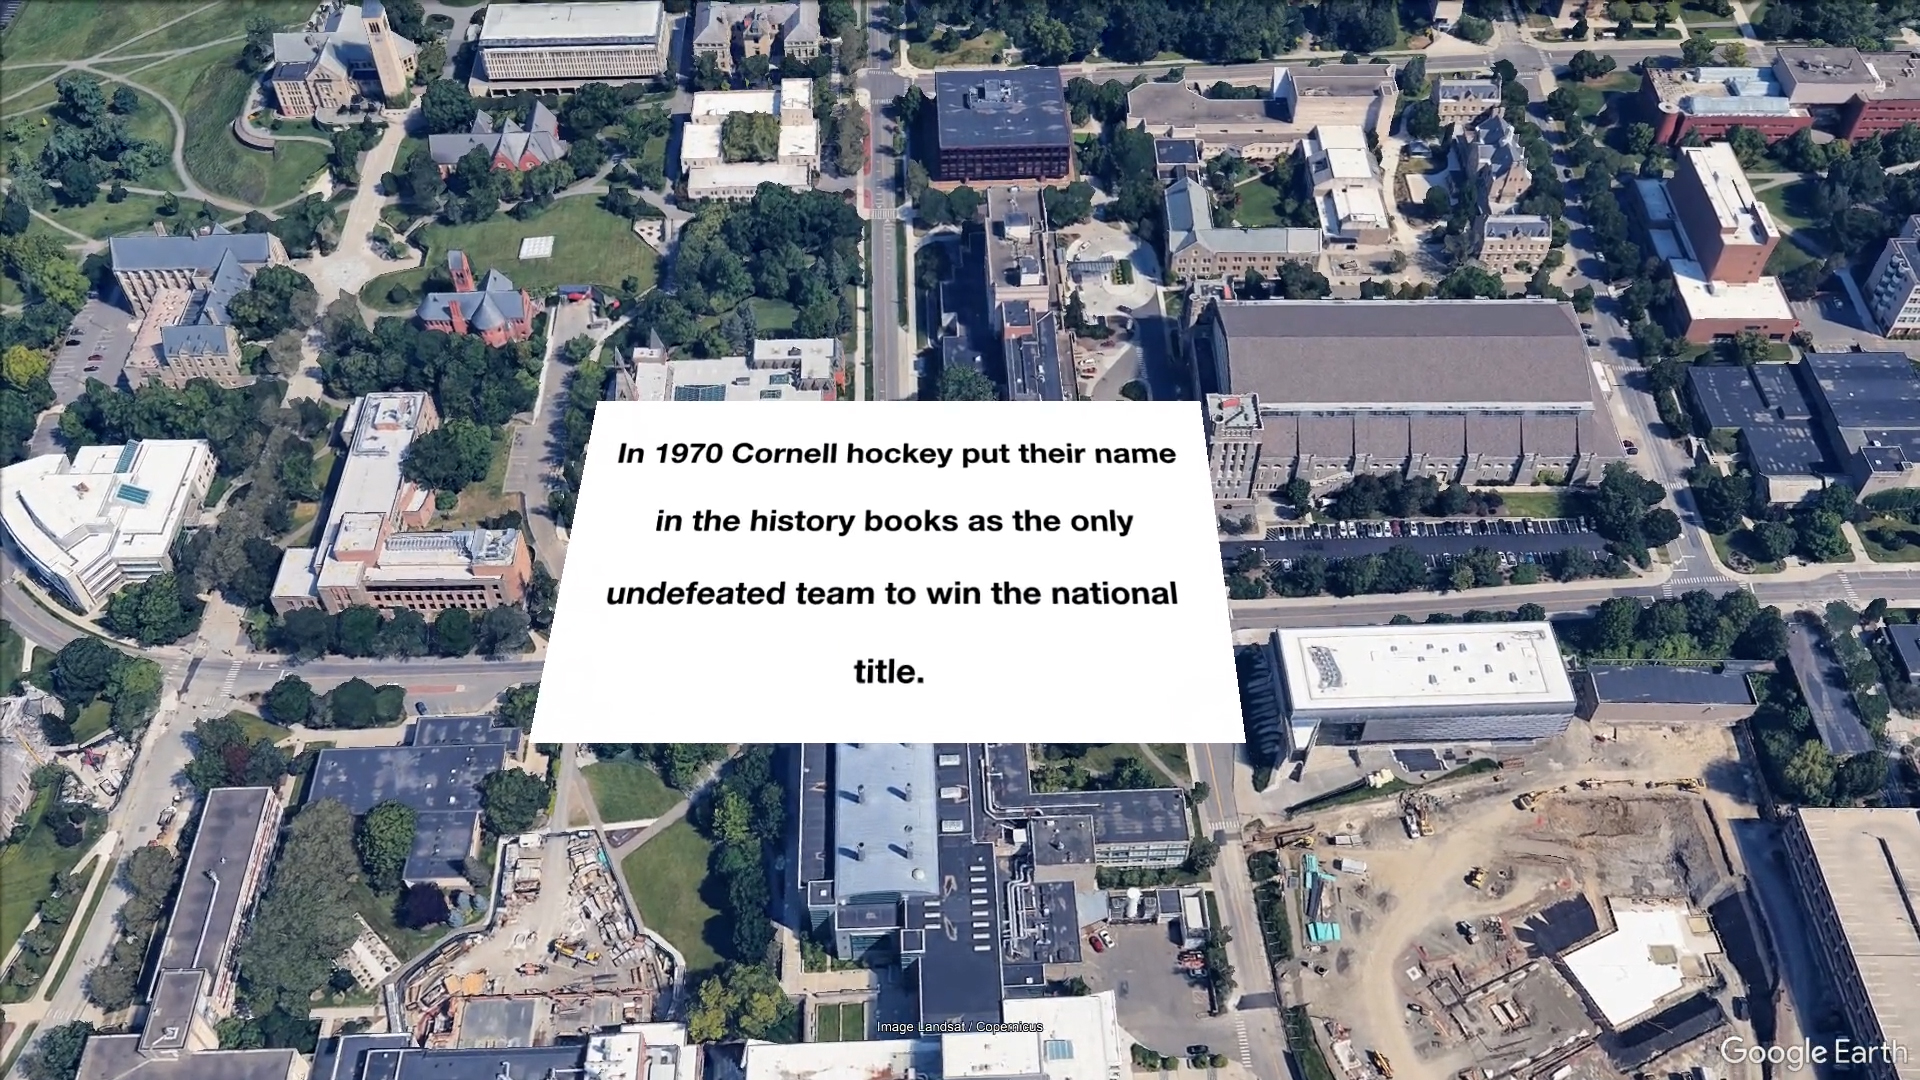 In 1970 Cornell hockey put their name
in the history books as the only
undefeated team to win the national
title.
Image Landsat / Copernicus
Google Earth